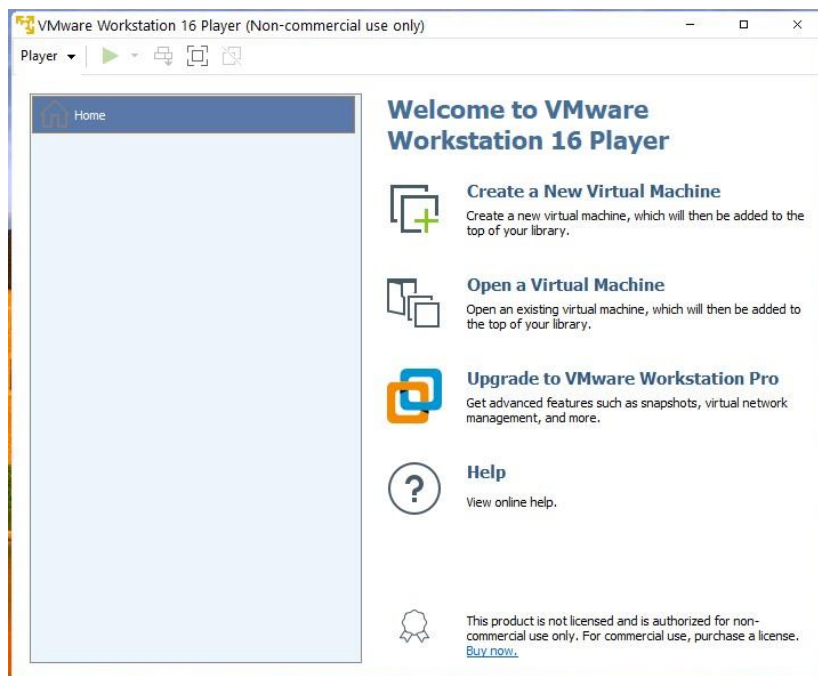 VMware Workstation 16 Player (Non-commercial use only)
Player
Home
Welcome to VMware
Workstation 16 Player
Create a New Virtual Machine
Create a new virtual machine, which will then be added to the
top of your library.
Open a Virtual Machine
Open an existing virtual machine, which will then be added to
the top of your library.
Upgrade to VMware Workstation Pro
Get advanced features such as snapshots, virtual network
management, and more.
?
Help
View online help.
This product is not licensed and is authorized for non-
commercial use only. For commercial use, purchase a license.
Buy now.